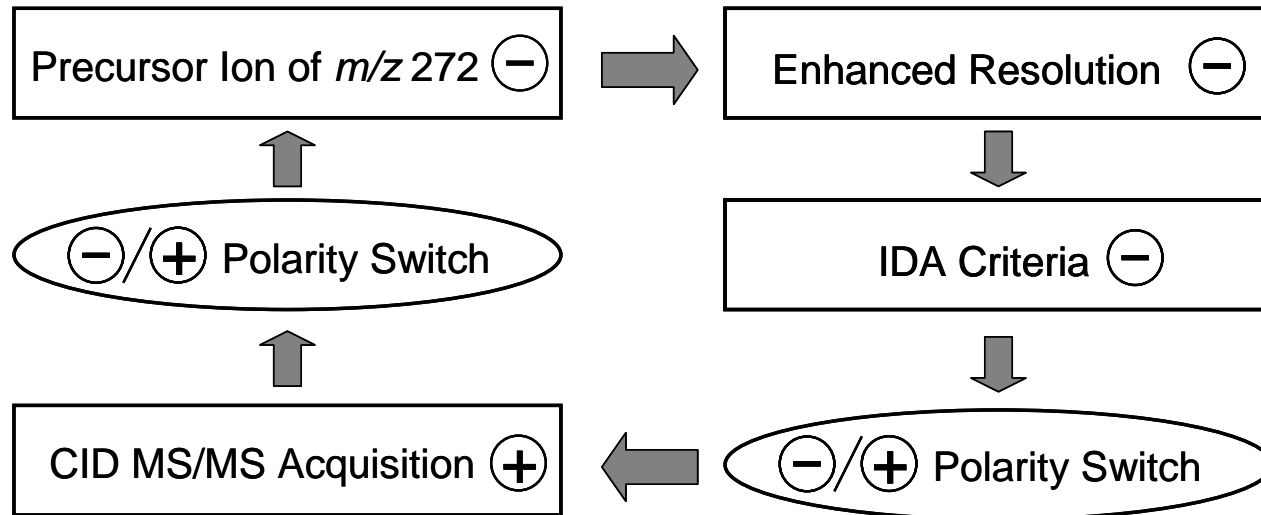 Precursor Ion of m/z 272 −
Enhanced Resolution −
IDA Criteria −
−/+ Polarity Switch
CID MS/MS Acquisition +
−/+ Polarity Switch